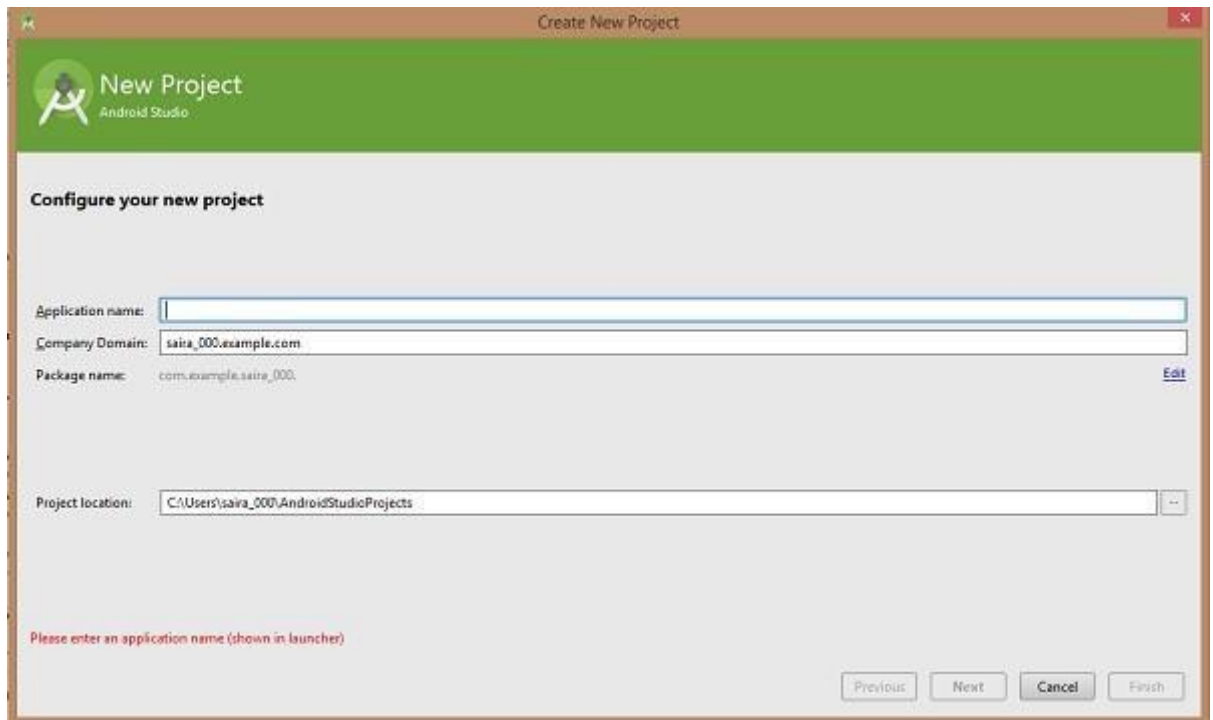 Create New Project
New Project
Android Studio
Configure your new project
Application name:
Company Domain: saira_000.example.com
Package name: com.example.saira_000. Edit
Project location: C:\Users\saira_000\AndroidStudioProjects ...
Please enter an application name (shown in launcher)
Previous Next Cancel Finish